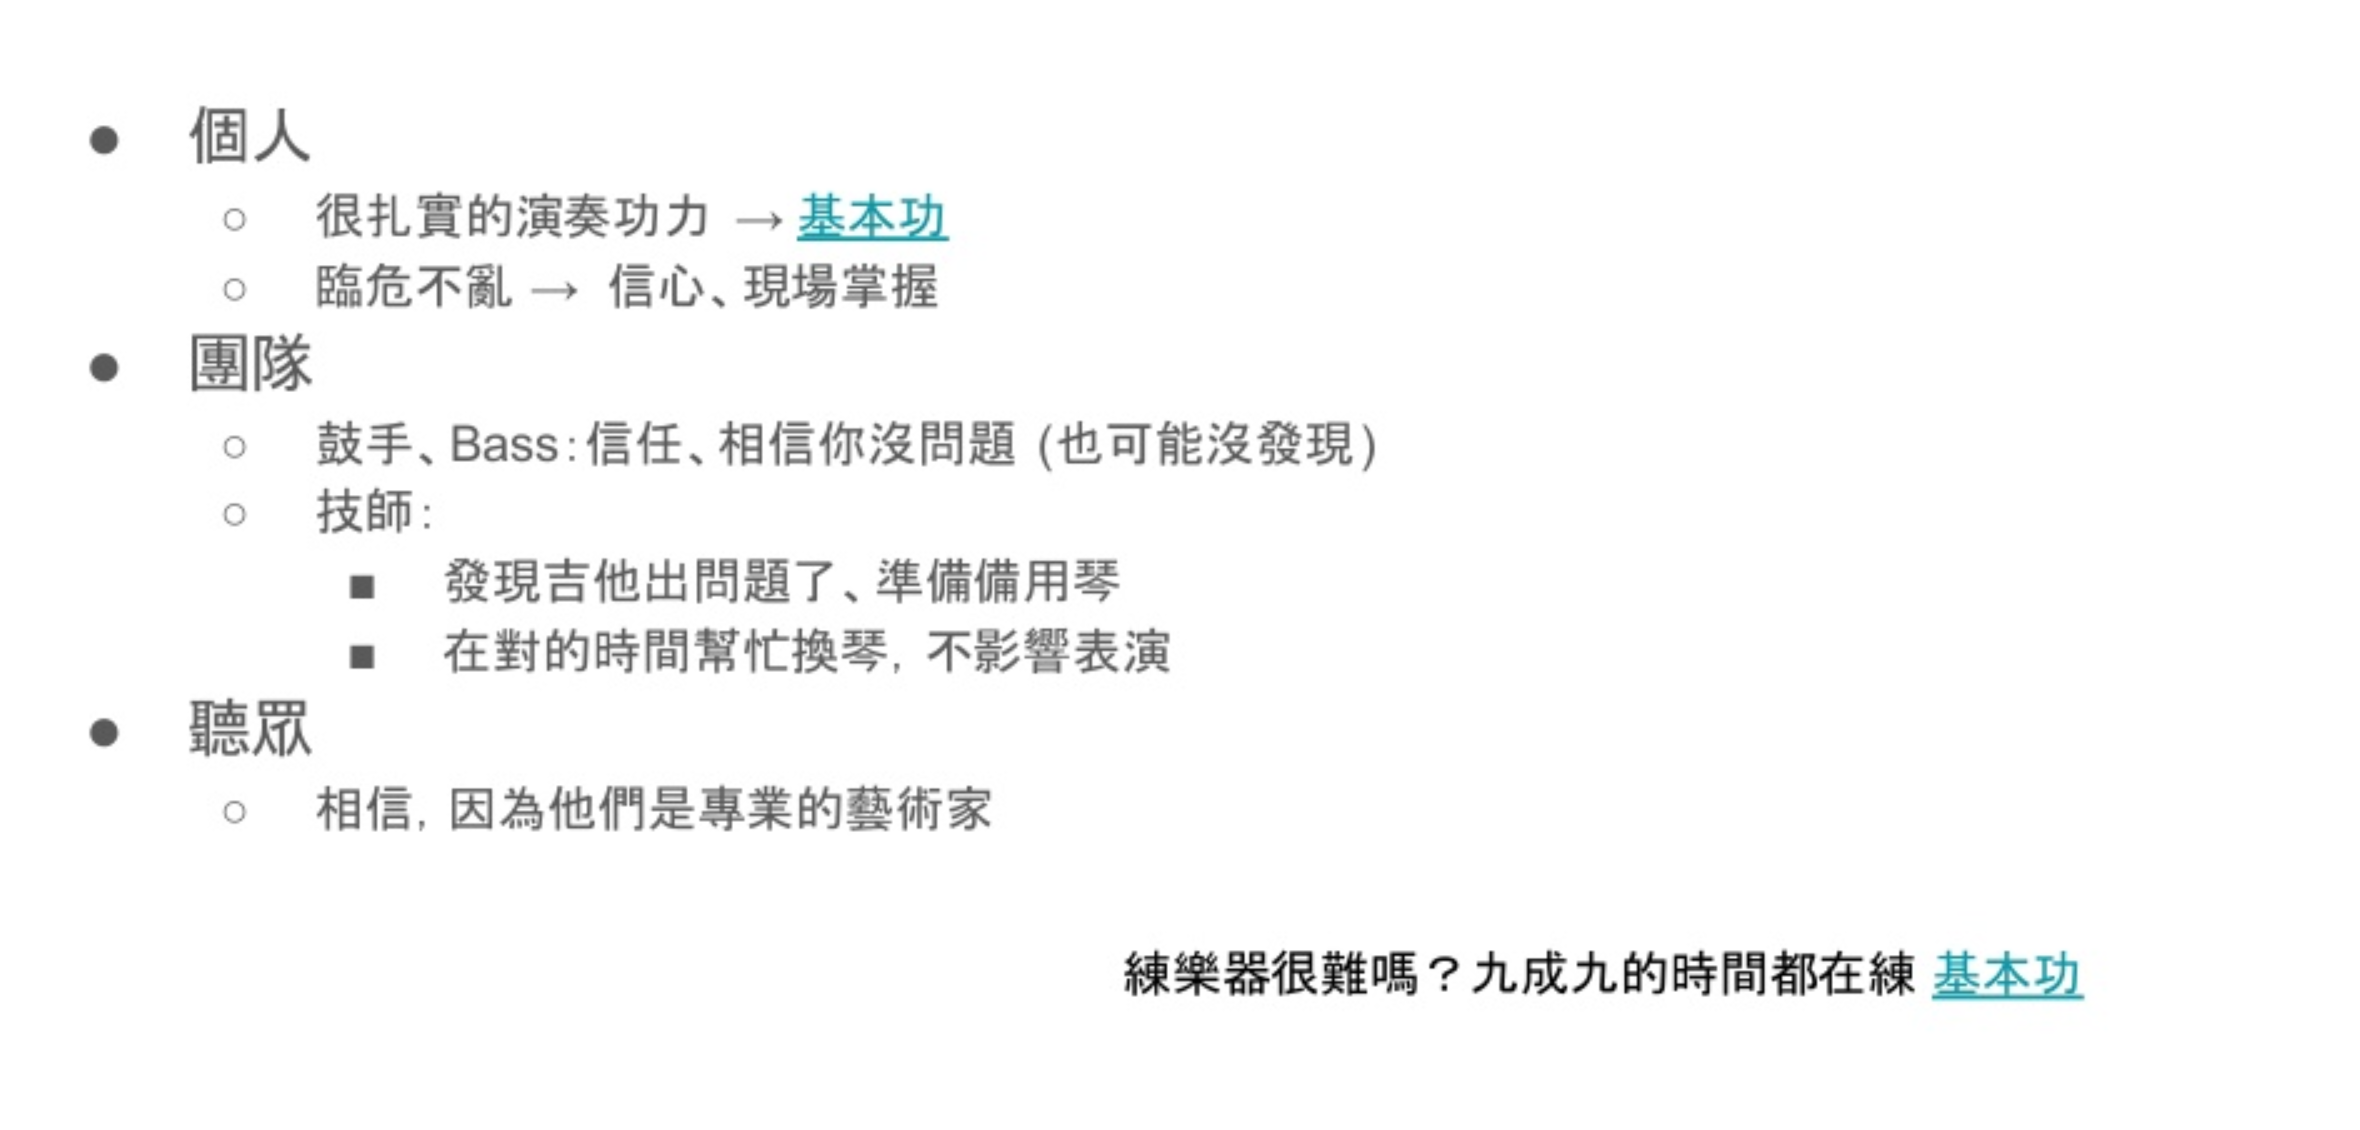 ● 個人
○ 很扎實的演奏功力 → 基本功
○ 臨危不亂 → 信心、現場掌握
● 團隊
○ 鼓手、Bass：信任、相信你沒問題 (也可能沒發現)
○ 技師：
■ 發現吉他出問題了、準備備用琴
■ 在對的時間幫忙換琴，不影響表演
● 聽眾
○ 相信，因為他們是專業的藝術家
練樂器很難嗎？九成九的時間都在練 基本功